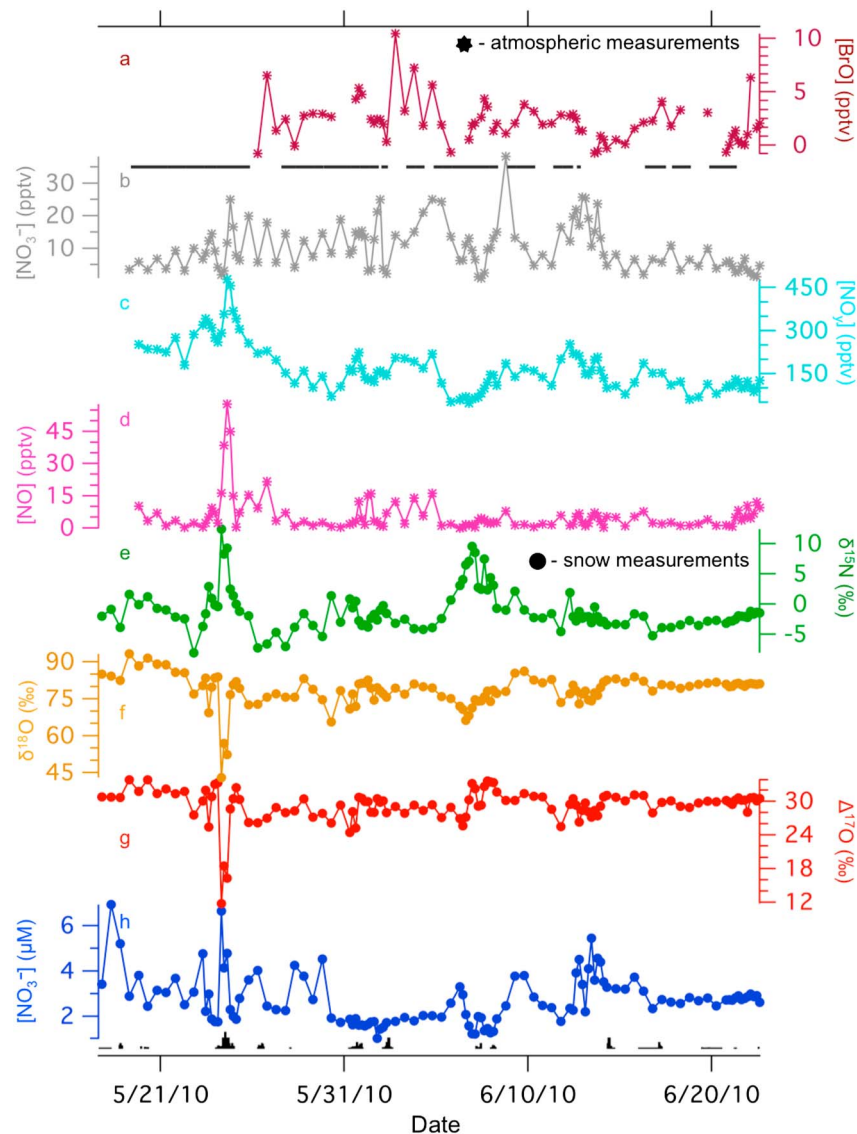 a
✷ - atmospheric measurements
10
5
0
[BrO] (pptv)
b
30
20
10
[NO₃⁻] (pptv)
c
450
300
150
[NOy] (pptv)
d
45
30
15
0
[NO] (pptv)
e
● - snow measurements
10
5
0
-5
δ¹⁵N (‰)
f
90
75
60
45
δ¹⁸O (‰)
g
30
24
18
12
Δ¹⁷O (‰)
h
6
4
2
[NO₃⁻] (µM)
5/21/10 5/31/10 6/10/10 6/20/10
Date